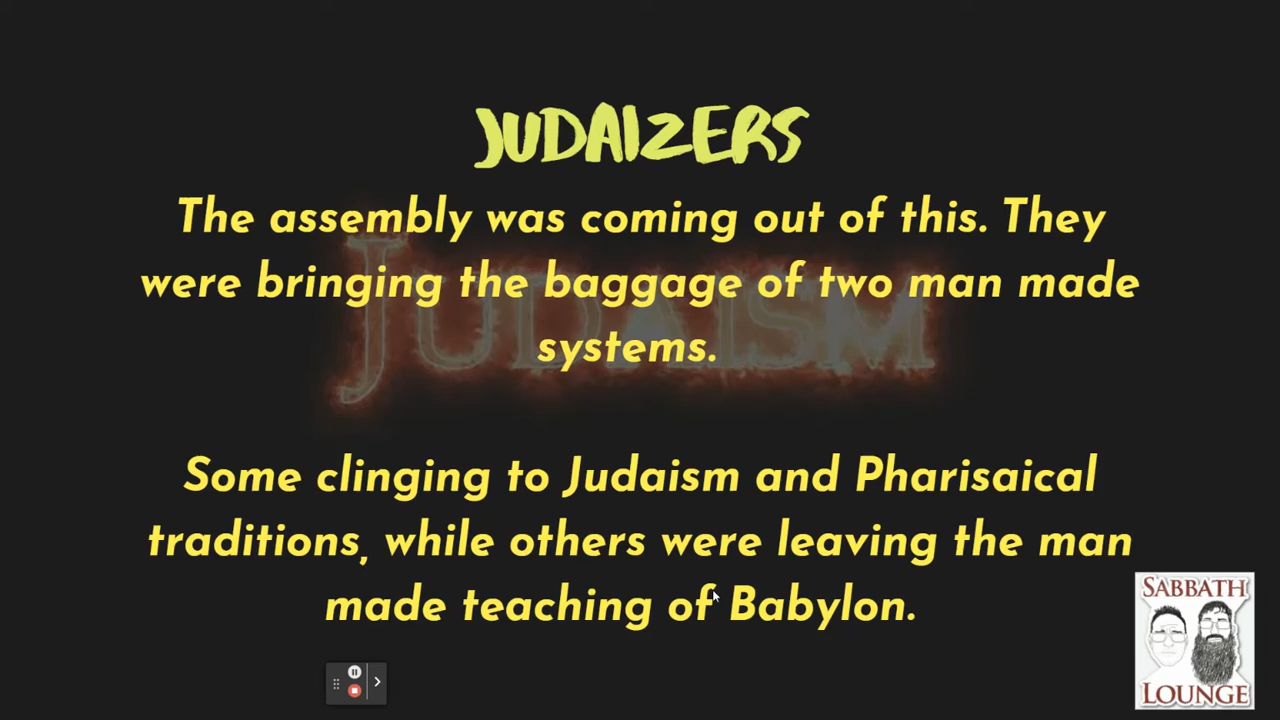 JUDAIZERS
The assembly was coming out of this. They
were bringing the baggage of two man made
systems.
JUDAISM
Some clinging to Judaism and Pharisaical
traditions, while others were leaving the man
made teaching of Babylon.
SABBATH
LOUNGE